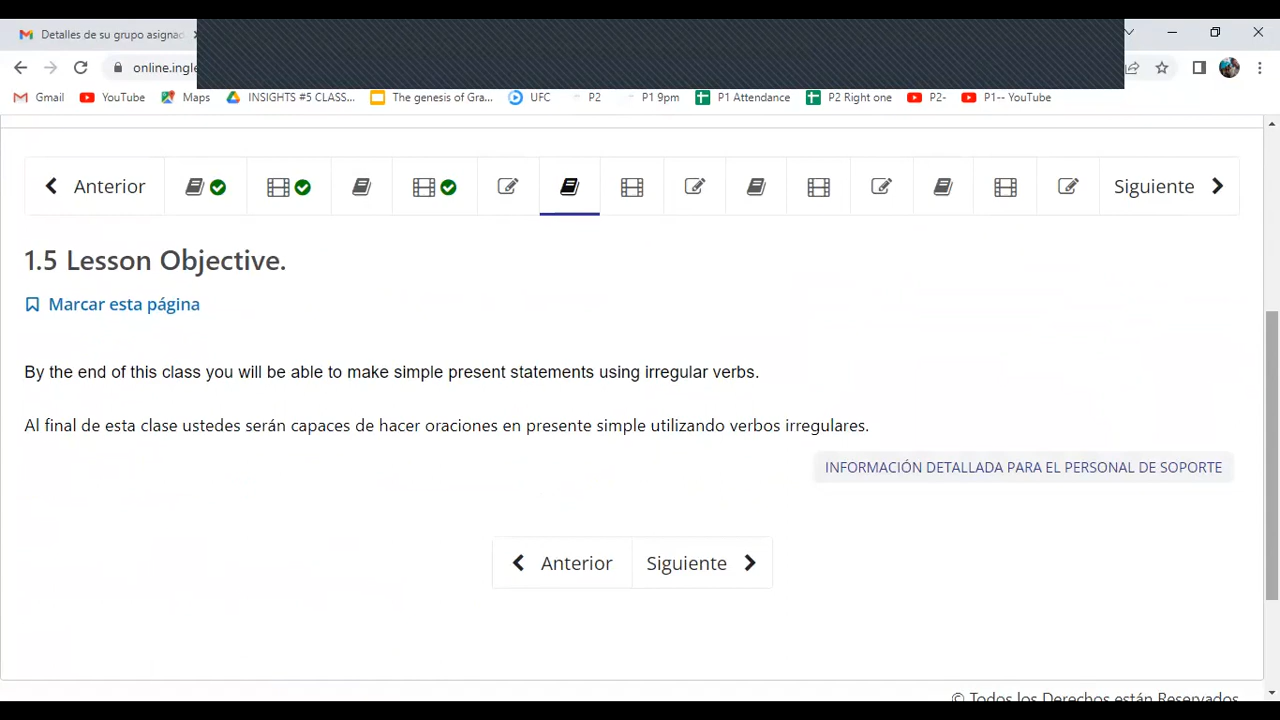 Detalles de su grupo asignad
online.ingle
Gmail YouTube Maps INSIGHTS #5 CLASS... The genesis of Gra... UFC P2 P1 9pm P1 Attendance P2 Right one P2- P1-- YouTube
Anterior Siguiente
1.5 Lesson Objective.
Marcar esta página
By the end of this class you will be able to make simple present statements using irregular verbs.
Al final de esta clase ustedes serán capaces de hacer oraciones en presente simple utilizando verbos irregulares.
INFORMACIÓN DETALLADA PARA EL PERSONAL DE SOPORTE
Anterior Siguiente
© Todos los Derechos están Reservados